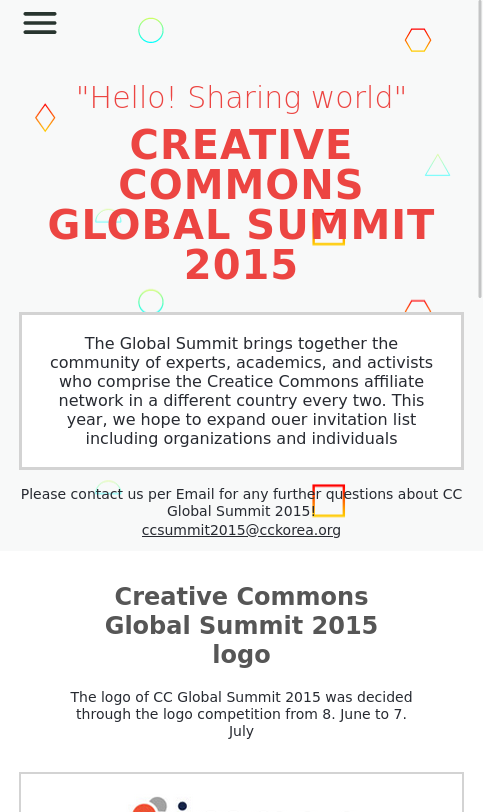 "Hello! Sharing world"
CREATIVE
COMMONS
GLOBAL SUMMIT
2015
The Global Summit brings together the
community of experts, academics, and activists
who comprise the Creatice Commons affiliate
network in a different country every two. This
year, we hope to expand ouer invitation list
including organizations and individuals
Please contact us per Email for any further questions about CC
Global Summit 2015!
ccsummit2015@cckorea.org
Creative Commons
Global Summit 2015
logo
The logo of CC Global Summit 2015 was decided
through the logo competition from 8. June to 7.
July